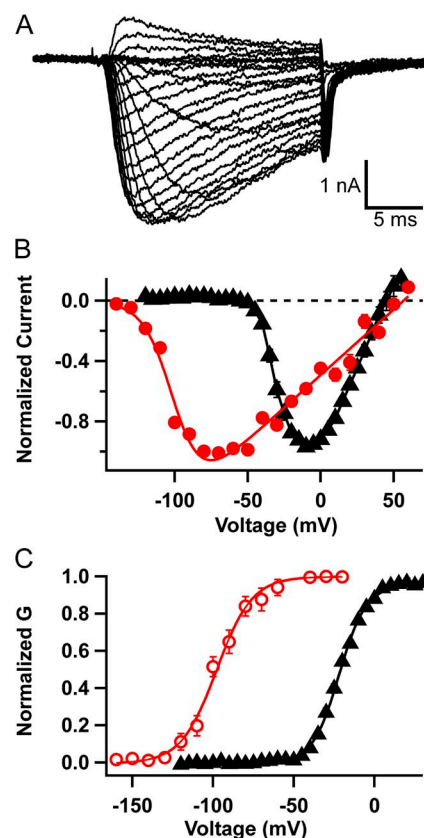 A
1 nA
5 ms
B
Normalized Current
0.0
-0.4
-0.8
-100
-50
0
50
Voltage (mV)
C
Normalized G
1.0
0.8
0.6
0.4
0.2
0.0
-150
-100
-50
0
Voltage (mV)